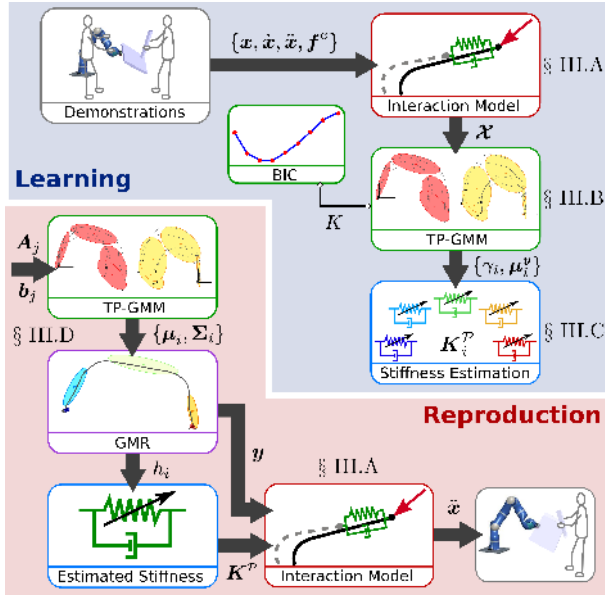 {x, ẋ, ẍ, fᵉ}
§ III.A
Demonstrations
Interaction Model
𝒳
BIC
Learning
K
§ III.B
TP-GMM
A_j
b_j
{γ_i, μ_i^y}
TP-GMM
K_i^𝒫
§ III.C
§ III.D
{μ_i, Σ_i}
Stiffness Estimation
Reproduction
GMR
y
h_i
§ III.A
ẍ
Estimated Stiffness
K^𝒫
Interaction Model